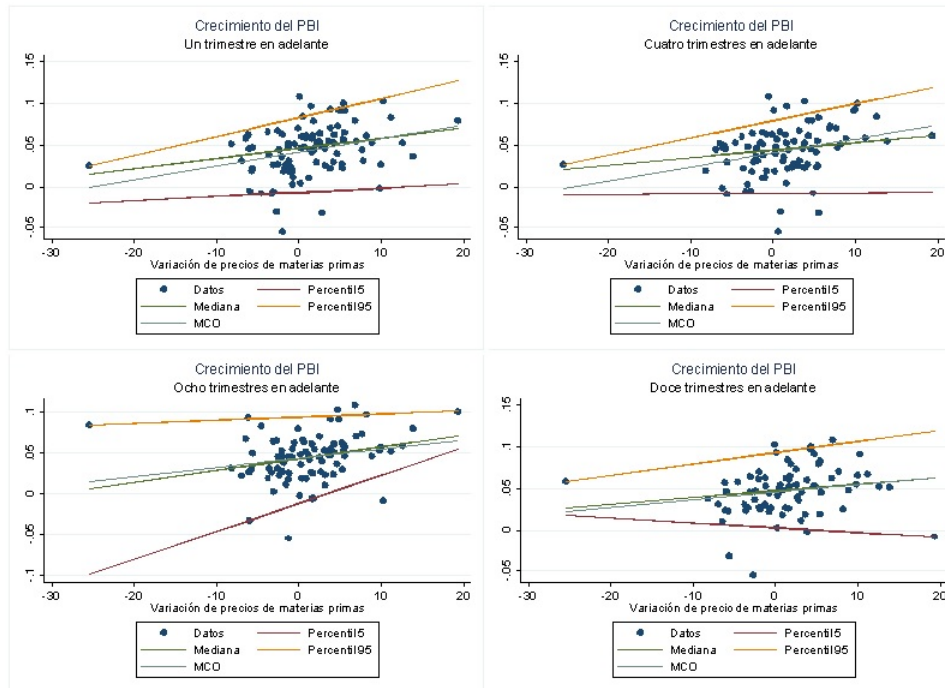 Crecimiento del PBI
Un trimestre en adelante
.15
.1
.05
0
-.05
-30 -20 -10 0 10 20
Variación de precios de materias primas
Datos Percentil5
Mediana Percentil95
MCO
Crecimiento del PBI
Cuatro trimestres en adelante
.15
.1
.05
0
-.05
-30 -20 -10 0 10 20
Variación de precios de materias primas
Datos Percentil5
Mediana Percentil95
MCO
Crecimiento del PBI
Ocho trimestres en adelante
.1
.05
0
-.05
-.1
-30 -20 -10 0 10 20
Variación de precios de materias primas
Datos Percentil5
Mediana Percentil95
MCO
Crecimiento del PBI
Doce trimestres en adelante
.15
.1
.05
0
-.05
-30 -20 -10 0 10 20
Variación de precio de materias primas
Datos Percentil5
Mediana Percentil95
MCO